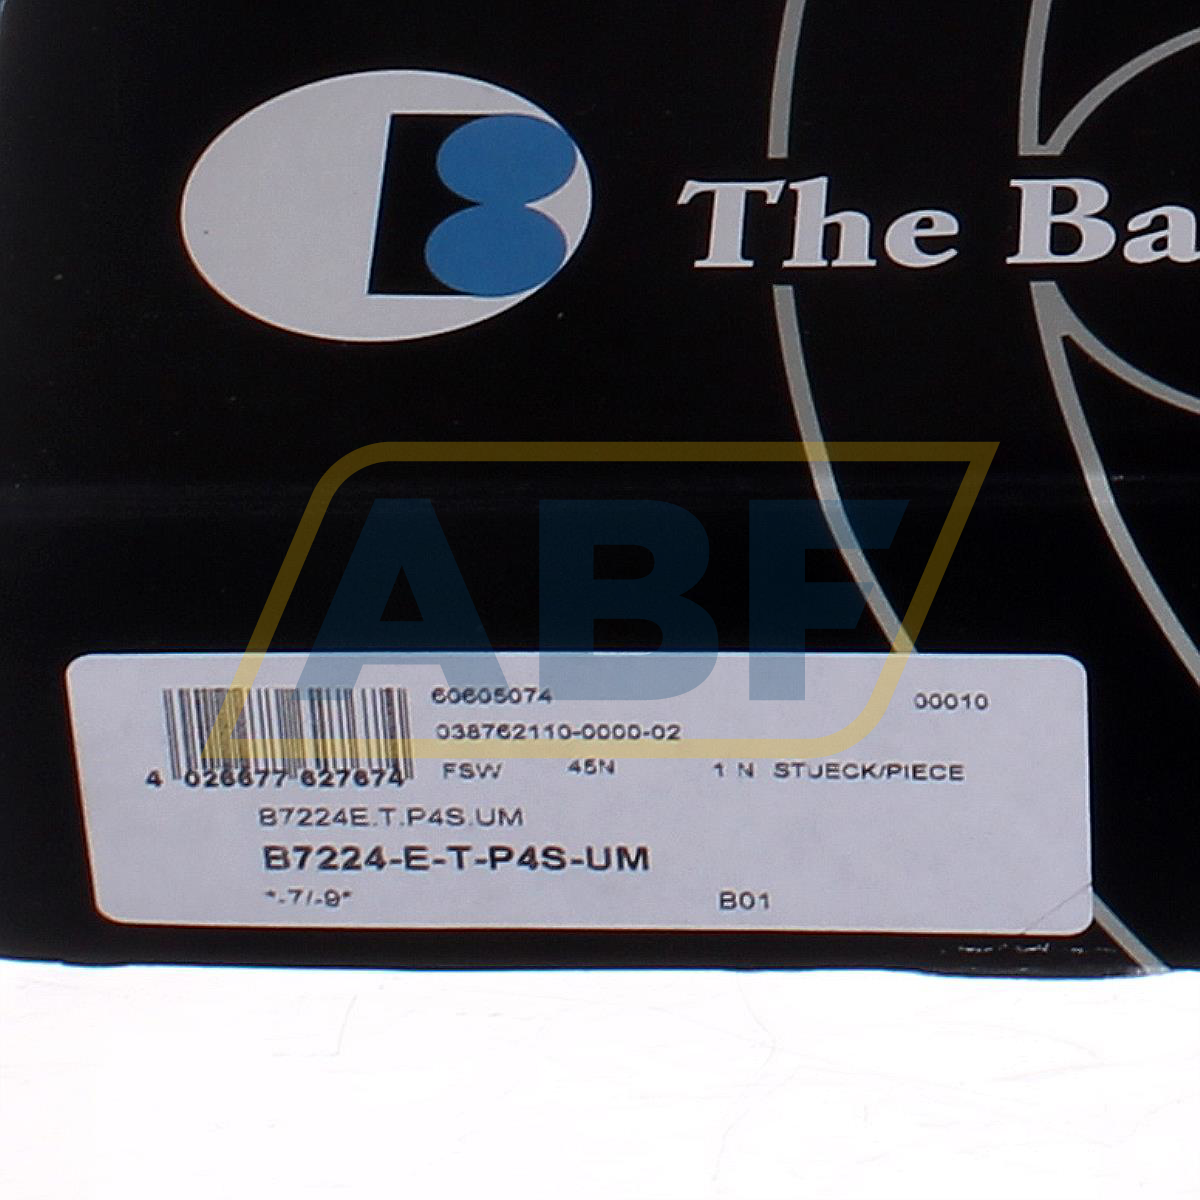 The Ba
ABF
60605074
00010
038762110-0000-02
FSW 45N 1 N STUECK/PIECE
4 026677 627674
B7224E.T.P4S.UM
B7224-E-T-P4S-UM
*-7/-9* B01